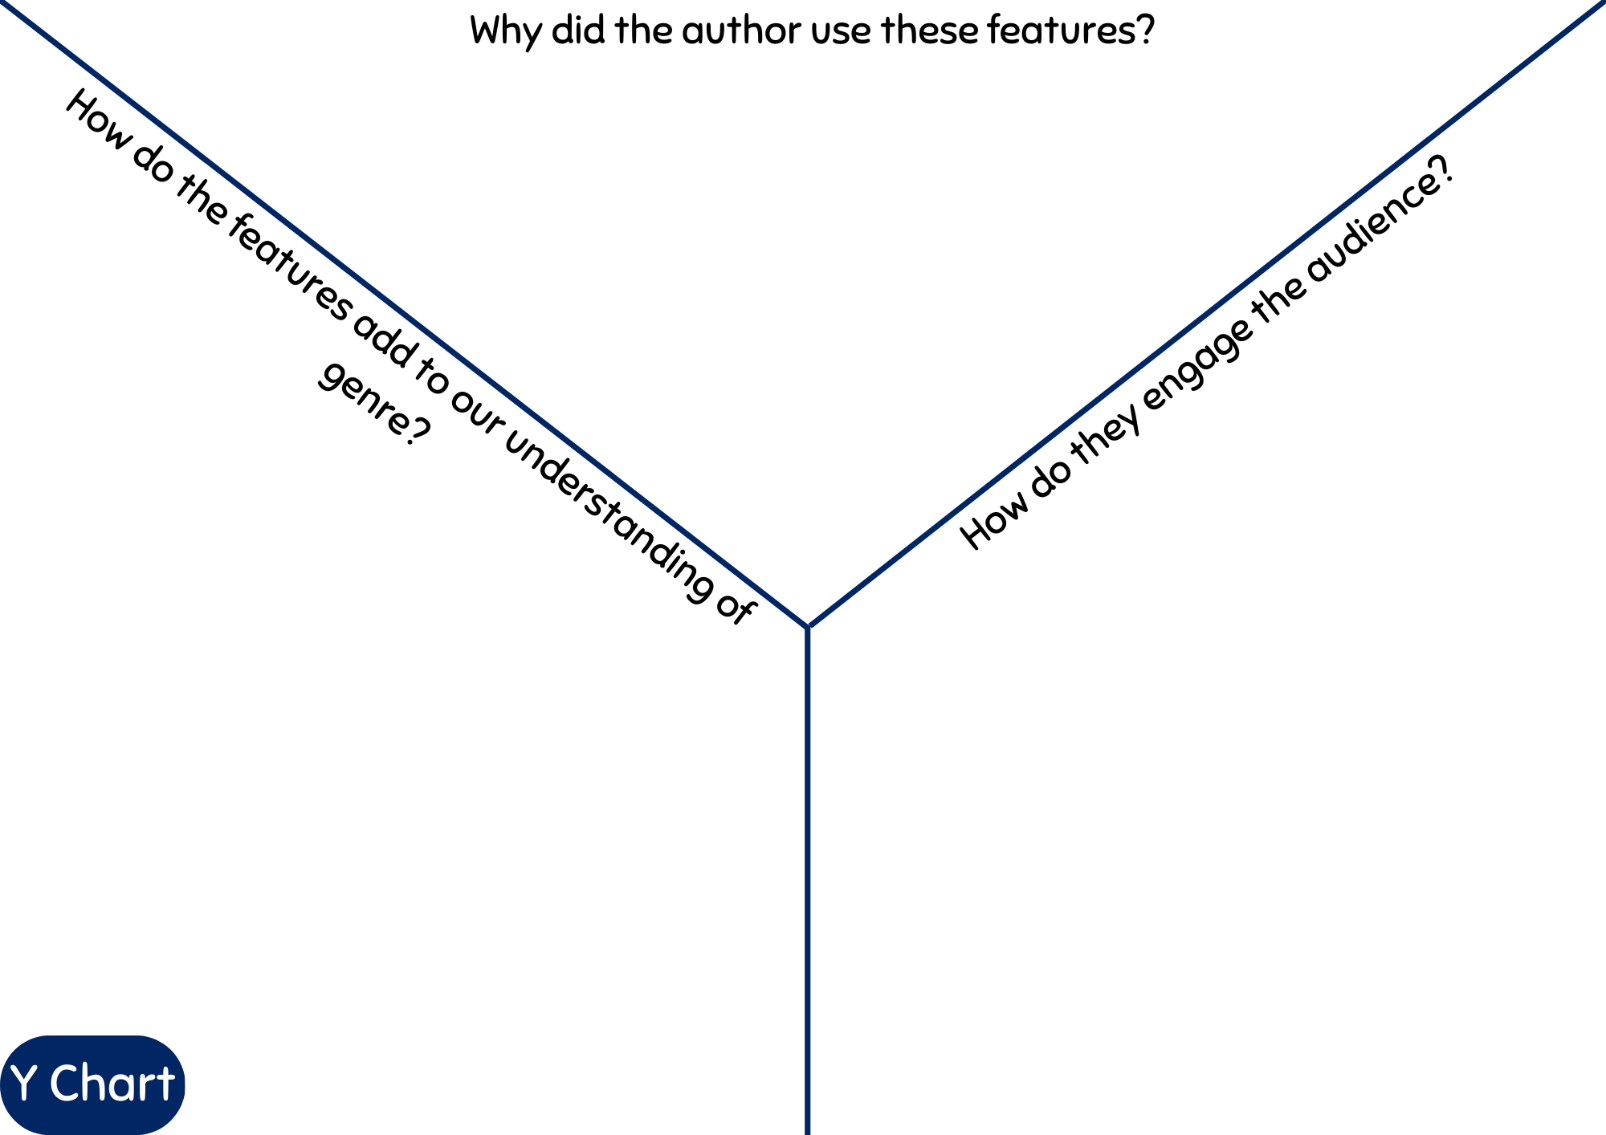 Why did the author use these features?
How do the features add to our understanding of
genre?
How do they engage the audience?
Y Chart